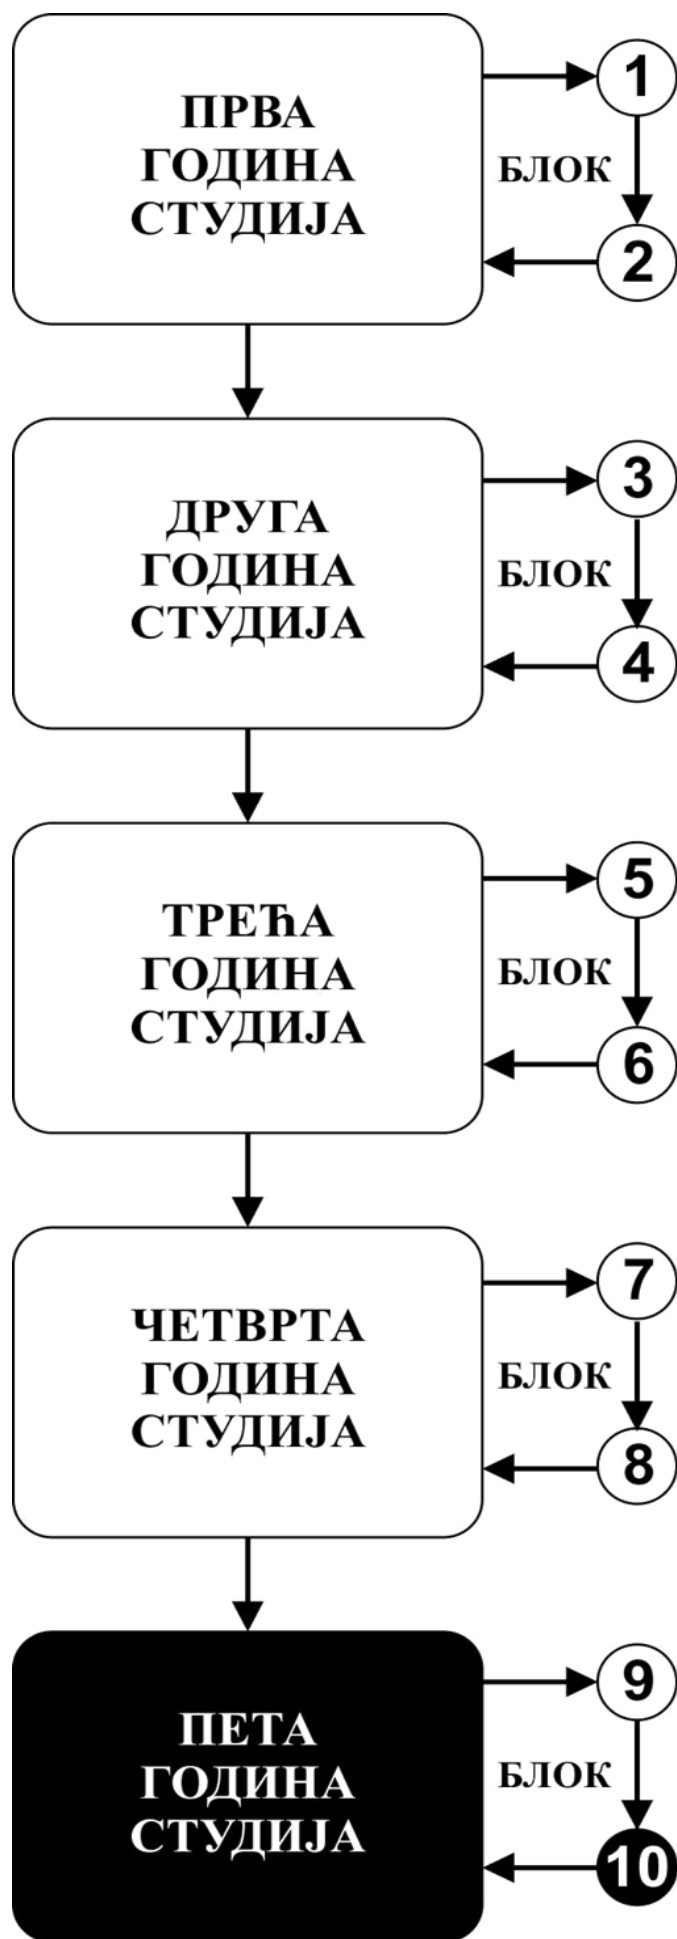 ПРВА
ГОДИНА
СТУДИЈА
1
БЛОК
2
ДРУГА
ГОДИНА
СТУДИЈА
3
БЛОК
4
ТРЕЋА
ГОДИНА
СТУДИЈА
5
БЛОК
6
ЧЕТВРТА
ГОДИНА
СТУДИЈА
7
БЛОК
8
ПЕТА
ГОДИНА
СТУДИЈА
9
БЛОК
10